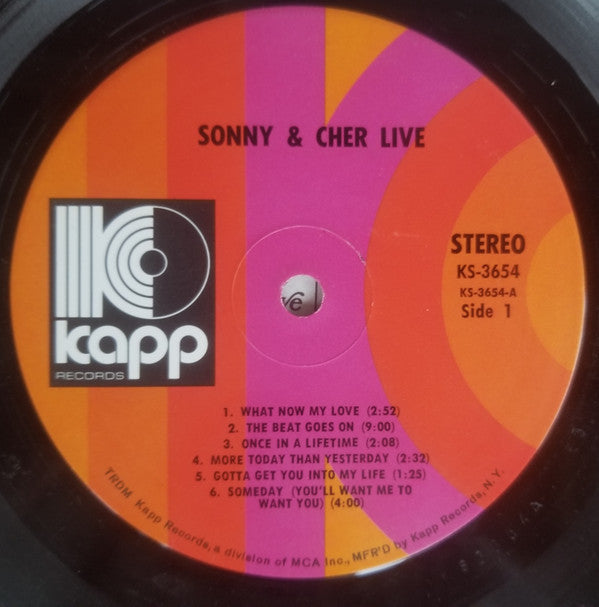 SONNY & CHER LIVE
STEREO
KS-3654
KS-3654-A
Side 1
kapp
RECORDS
1. WHAT NOW MY LOVE (2:52)
2. THE BEAT GOES ON (9:00)
3. ONCE IN A LIFETIME (2:08)
4. MORE TODAY THAN YESTERDAY (2:32)
5. GOTTA GET YOU INTO MY LIFE (1:25)
6. SOMEDAY (YOU'LL WANT ME TO
WANT YOU) (4:00)
TRDM Kapp Records, a division of MCA Inc., MFR'D by Kapp Records, N.Y.